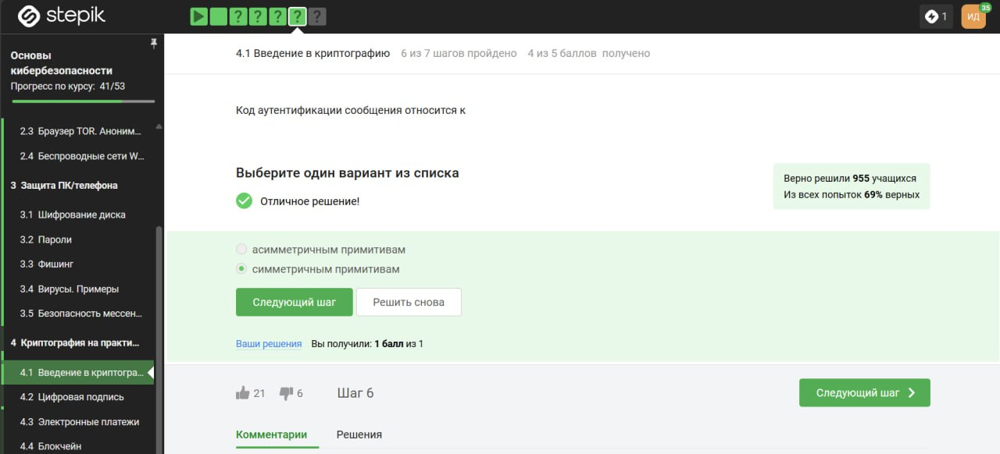 stepik
? ? ? ? ?
1
ИД
35
Основы
кибербезопасности
Прогресс по курсу: 41/53
2.3 Браузер TOR. Аноним...
2.4 Беспроводные сети W...
3 Защита ПК/телефона
3.1 Шифрование диска
3.2 Пароли
3.3 Фишинг
3.4 Вирусы. Примеры
3.5 Безопасность мессен...
4 Криптография на практи...
4.1 Введение в криптогра...
4.2 Цифровая подпись
4.3 Электронные платежи
4.4 Блокчейн
4.1 Введение в криптографию 6 из 7 шагов пройдено 4 из 5 баллов получено
Код аутентификации сообщения относится к
Выберите один вариант из списка
Отличное решение!
Верно решили 955 учащихся
Из всех попыток 69% верных
асимметричным примитивам
симметричным примитивам
Следующий шаг Решить снова
Ваши решения Вы получили: 1 балл из 1
21 6 Шаг 6
Следующий шаг
Комментарии Решения